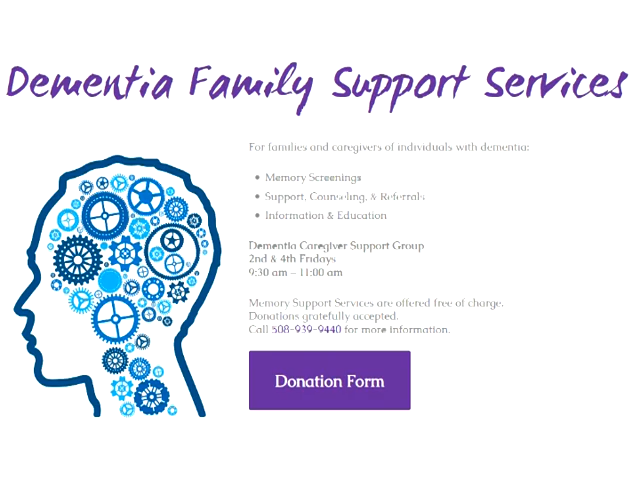 Dementia Family Support Services
For families and caregivers of individuals with dementia:
• Memory Screenings
• Support, Counseling, & Referrals
• Information & Education
Dementia Caregiver Support Group
2nd & 4th Fridays
9:30 am – 11:00 am
Memory Support Services are offered free of charge.
Donations gratefully accepted.
Call 508-939-9440 for more information.
Donation Form